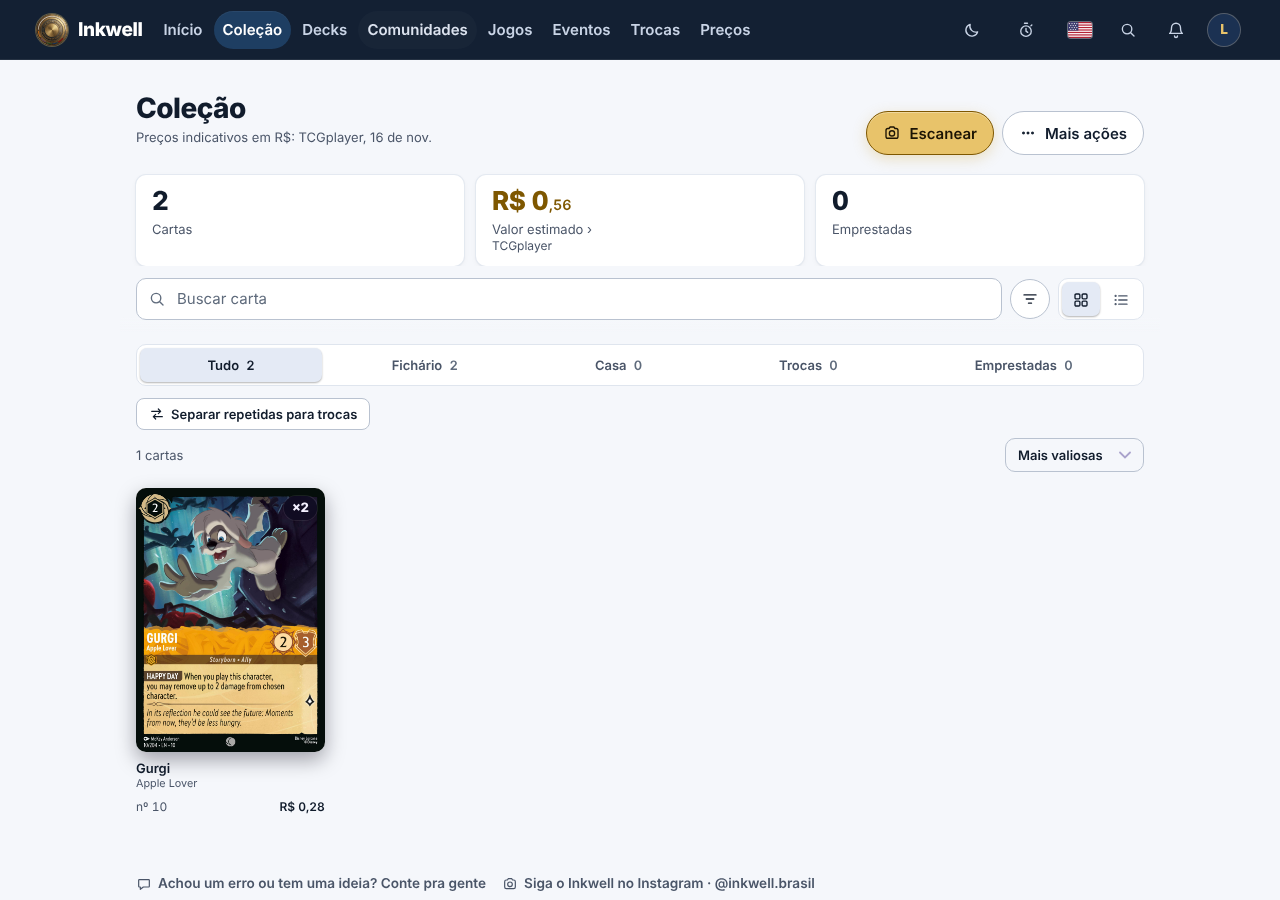 Inkwell Início Coleção Decks Comunidades Jogos Eventos Trocas Preços L
Coleção
Preços indicativos em R$: TCGplayer, 16 de nov.
Escanear
Mais ações
2
Cartas
R$ 0,56
Valor estimado ›
TCGplayer
0
Emprestadas
Buscar carta
Tudo 2 Fichário 2 Casa 0 Trocas 0 Emprestadas 0
Separar repetidas para trocas
1 cartas
Mais valiosas
2
×2
GURGI
Apple Lover
2 3
Storyborn • Ally
HAPPY DAY When you play this character,
you may remove up to 2 damage from chosen
character.
In its reflection he could see the future: Moments
from now, they'd be less hungry.
10/204 • EN • 10
Gurgi
Apple Lover
nº 10 R$ 0,28
Achou um erro ou tem uma ideia? Conte pra gente
Siga o Inkwell no Instagram · @inkwell.brasil